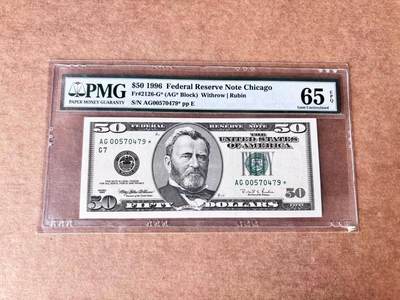 PMG
PAPER MONEY GUARANTY
$50 1996 Federal Reserve Note Chicago
Fr#2126-G* (AG* Block) Withrow | Rubin
S/N AG00570479* pp E
65 EPQ
Gem Uncirculated
50
FEDERAL RESERVE NOTE
50
THE UNITED STATES
OF AMERICA
AG 00570479 *
G7
AG 00570479 *
50
FIFTY DOLLARS
50